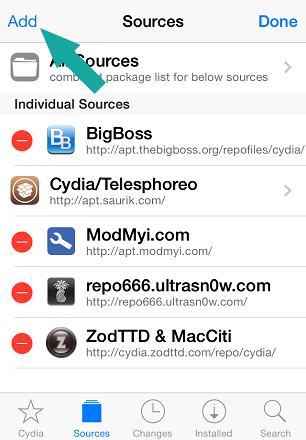 Add Sources Done
All Sources
combined package list for below sources
Individual Sources
BigBoss
http://apt.thebigboss.org/repofiles/cydia/
Cydia/Telesphoreo
http://apt.saurik.com/
ModMyi.com
http://apt.modmyi.com/
repo666.ultrasn0w.com
http://repo666.ultrasn0w.com/
ZodTTD & MacCiti
http://cydia.zodttd.com/repo/cydia/
Cydia Sources Changes Installed Search